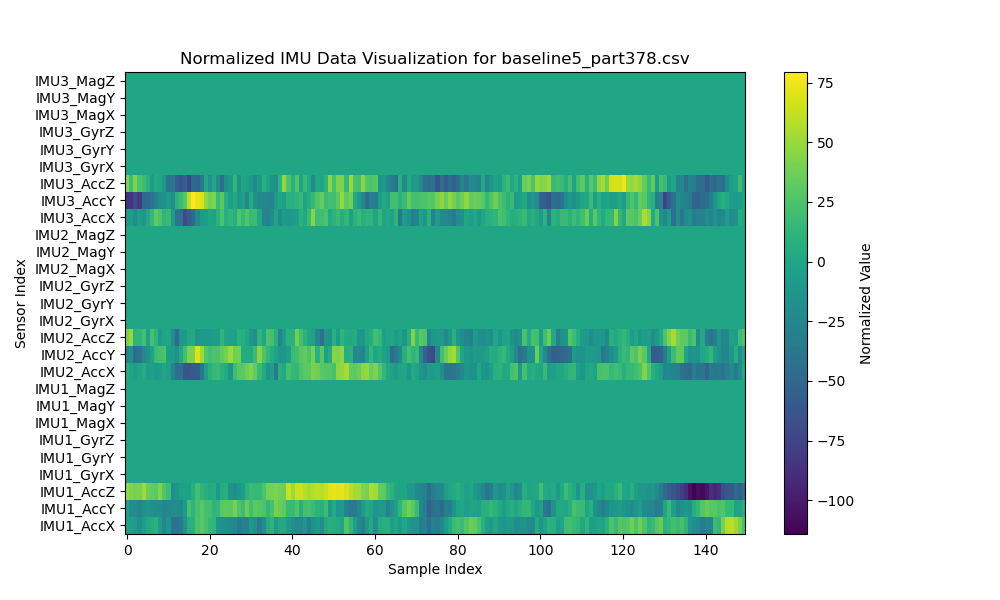 Normalized IMU Data Visualization for baseline5_part378.csv
IMU3_MagZ
IMU3_MagY
IMU3_MagX
IMU3_GyrZ
IMU3_GyrY
IMU3_GyrX
IMU3_AccZ
IMU3_AccY
IMU3_AccX
IMU2_MagZ
IMU2_MagY
IMU2_MagX
IMU2_GyrZ
IMU2_GyrY
IMU2_GyrX
IMU2_AccZ
IMU2_AccY
IMU2_AccX
IMU1_MagZ
IMU1_MagY
IMU1_MagX
IMU1_GyrZ
IMU1_GyrY
IMU1_GyrX
IMU1_AccZ
IMU1_AccY
IMU1_AccX
Sensor Index
0 20 40 60 80 100 120 140
Sample Index
75
50
25
0
−25
−50
−75
−100
Normalized Value